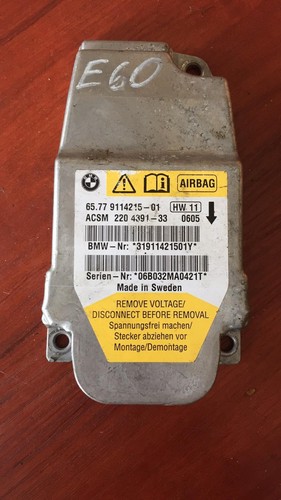 E60
BMW
AIRBAG
65.77 9114215-01 HW 11
ACSM 220 4391-33 0605
BMW-Nr: *31911421501Y*
Serien-Nr: *06B032MA0421T*
Made in Sweden
REMOVE VOLTAGE/
DISCONNECT BEFORE REMOVAL
Spannungsfrei machen/
Stecker abziehen vor
Montage/Demontage